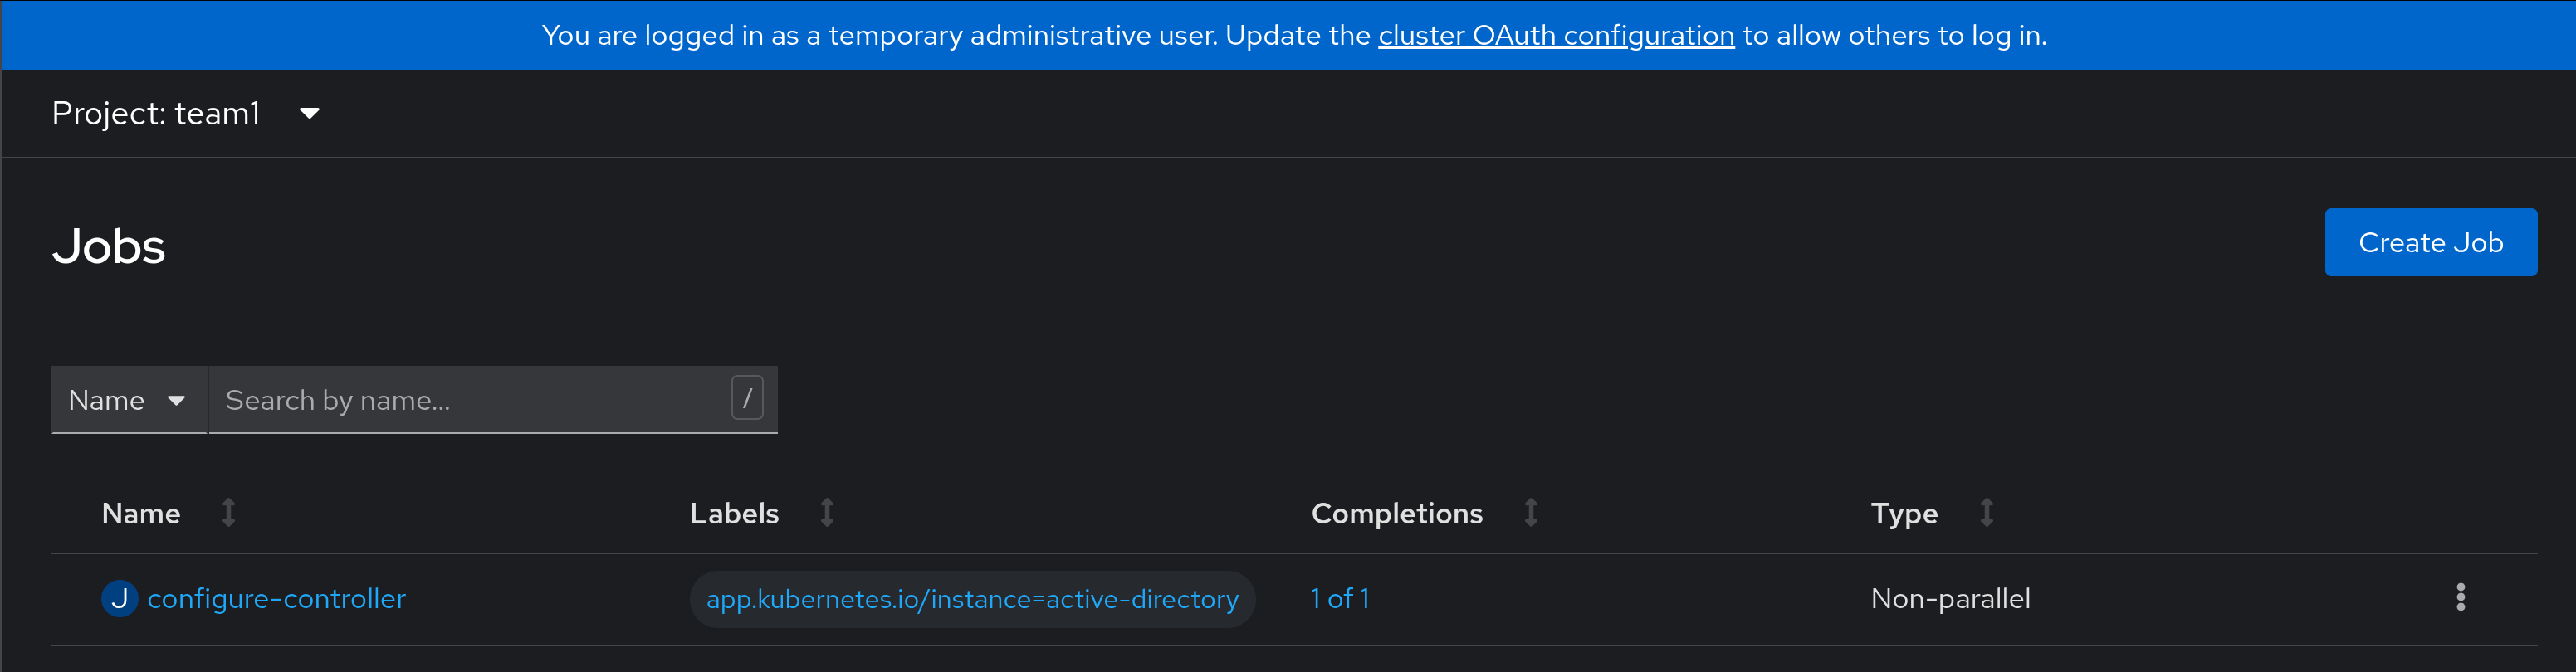 You are logged in as a temporary administrative user. Update the cluster OAuth configuration to allow others to log in.
Project: team1
Jobs
Create Job
Name
Search by name...
/
Name
Labels
Completions
Type
J configure-controller
app.kubernetes.io/instance=active-directory
1 of 1
Non-parallel